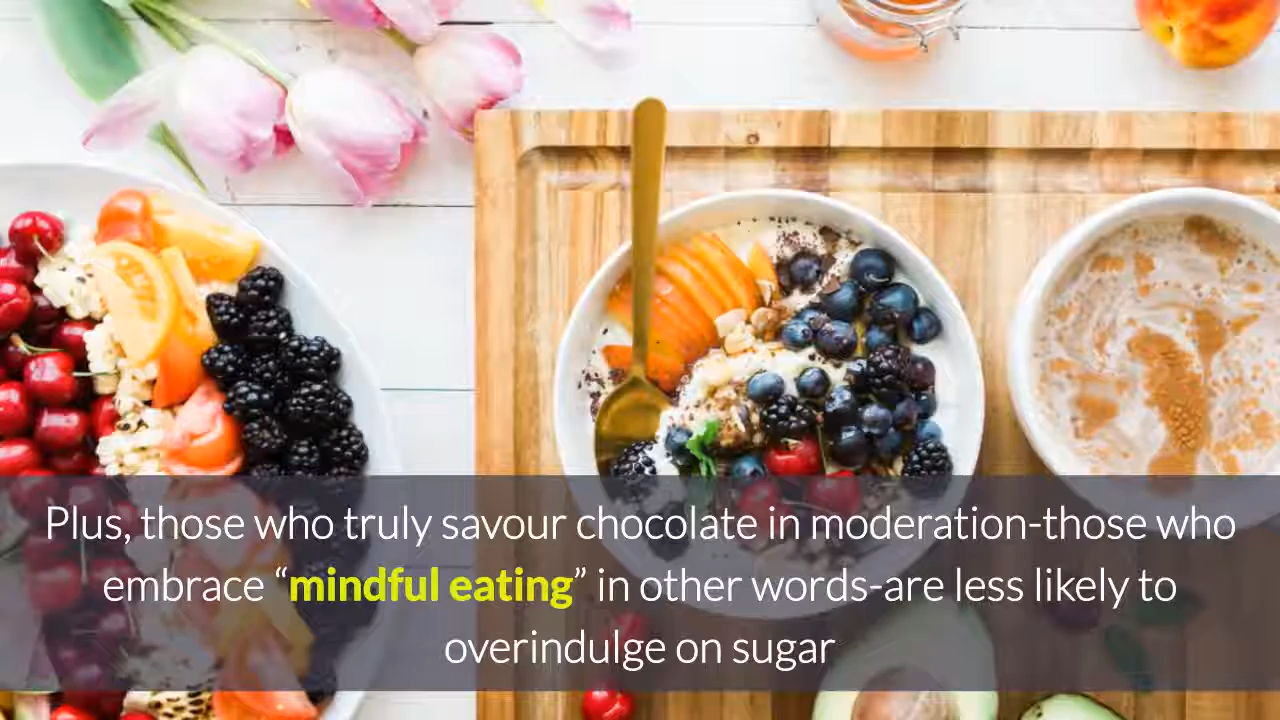 Plus, those who truly savour chocolate in moderation-those who
embrace “mindful eating” in other words-are less likely to
overindulge on sugar